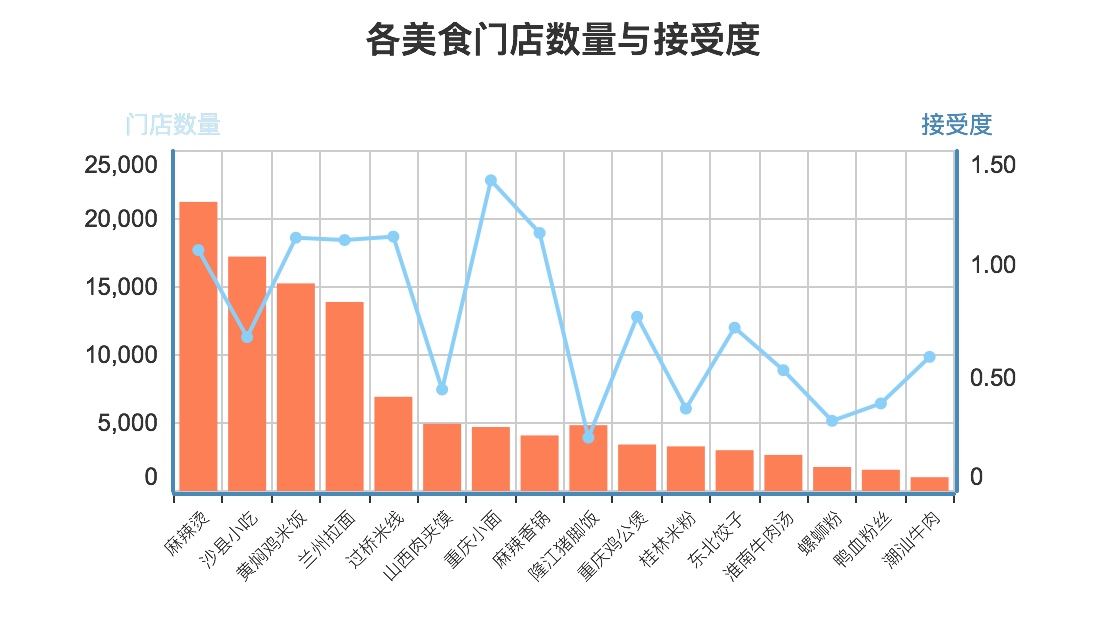 各美食门店数量与接受度
门店数量
接受度
25,000
20,000
15,000
10,000
5,000
0
1.50
1.00
0.50
0
麻辣烫
沙县小吃
黄焖鸡米饭
兰州拉面
过桥米线
山西肉夹馍
重庆小面
麻辣香锅
隆江猪脚饭
重庆鸡公煲
桂林米粉
东北饺子
淮南牛肉汤
螺蛳粉
鸭血粉丝
潮汕牛肉